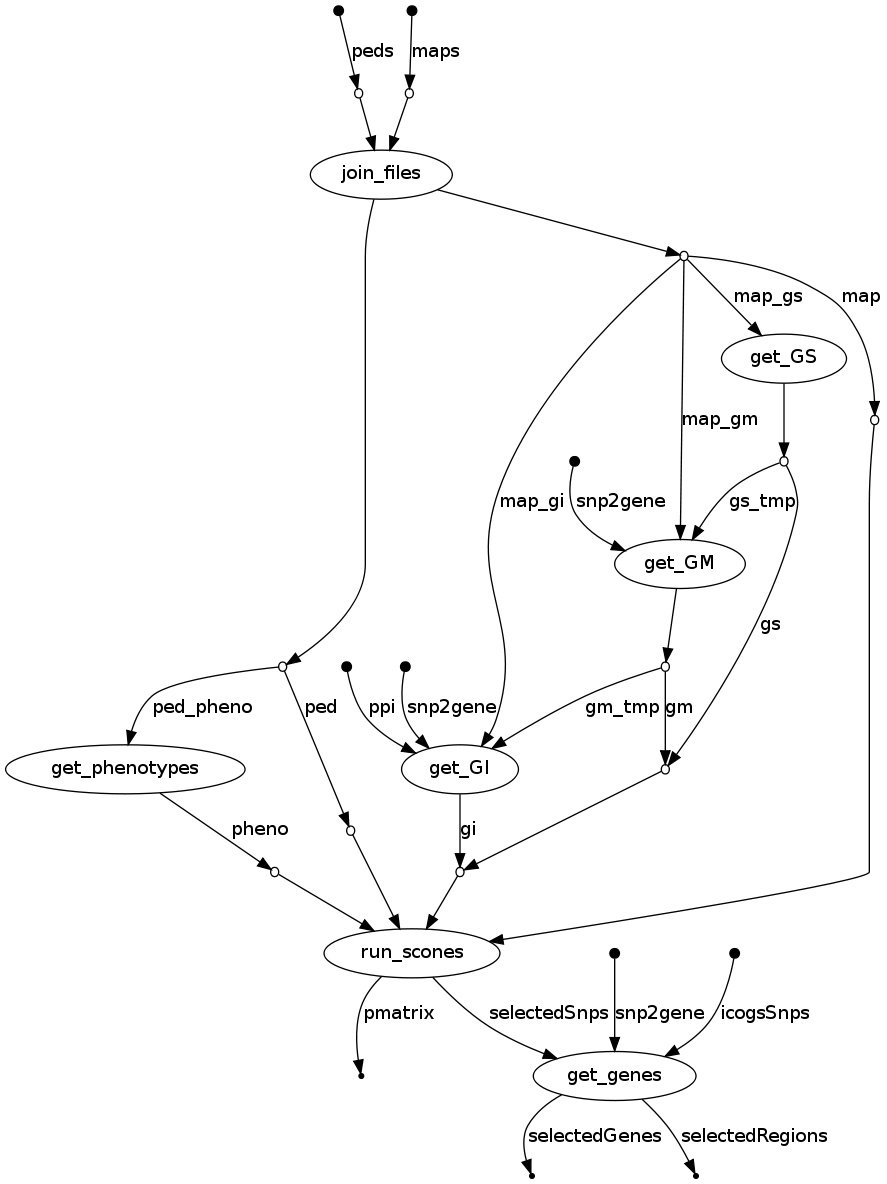 peds
maps
join_files
map_gs
map
get_GS
map_gm
map_gi
snp2gene
gs_tmp
get_GM
gs
ped_pheno
ped
ppi
snp2gene
gm_tmp
gm
get_phenotypes
get_GI
pheno
gi
run_scones
pmatrix
selectedSnps
snp2gene
icogsSnps
get_genes
selectedGenes
selectedRegions